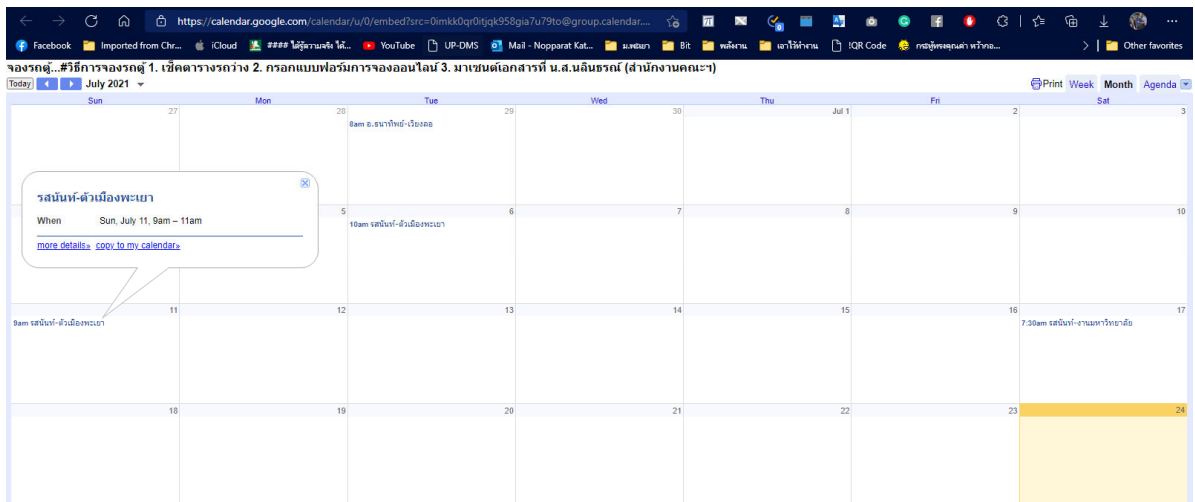 https://calendar.google.com/calendar/u/0/embed?src=0imkk0qr0itjqk958gia7u79to@group.calendar....
Facebook Imported from Chr... iCloud #### ได้รู้ความจริง ได้... YouTube UP-DMS Mail - Nopparat Kat... ม.พะเยา Bit พลังงาน เอาไว้ทำงาน !QR Code Other favorites
จองรถตู้...#วิธีการจองรถตู้ 1. เช็คตารางรถว่าง 2. กรอกแบบฟอร์มการจองออนไลน์ 3. มาเซนต์เอกสารที่ น.ส.นลินธรณ์ (สำนักงานคณะฯ)
Today July 2021 Print Week Month Agenda
Sun Mon Tue Wed Thu Fri Sat
27 28 29 30 Jul 1 2 3
8am อ.ธนาทิพย์-เวียงลอ
รสนันท์-ตัวเมืองพะเยา
When Sun, July 11, 9am – 11am
more details» copy to my calendar»
5 6 7 8 9 10
10am รสนันท์-ตัวเมืองพะเยา
11 12 13 14 15 16 17
9am รสนันท์-ตัวเมืองพะเยา
7:30am รสนันท์-งานมหาวิทยาลัย
18 19 20 21 22 23 24